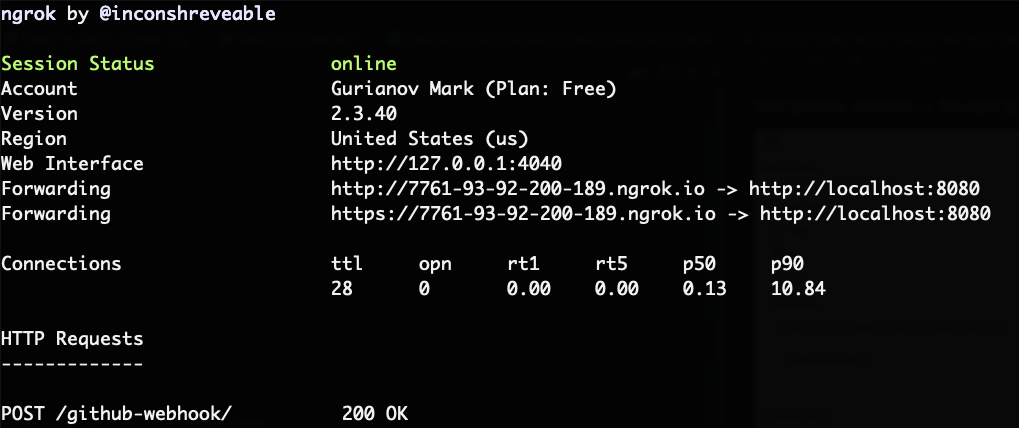 ngrok by @inconshreveable
Session Status online
Account Gurianov Mark (Plan: Free)
Version 2.3.40
Region United States (us)
Web Interface http://127.0.0.1:4040
Forwarding http://7761-93-92-200-189.ngrok.io -> http://localhost:8080
Forwarding https://7761-93-92-200-189.ngrok.io -> http://localhost:8080
Connections ttl opn rt1 rt5 p50 p90
28 0 0.00 0.00 0.13 10.84
HTTP Requests
-------------
POST /github-webhook/ 200 OK